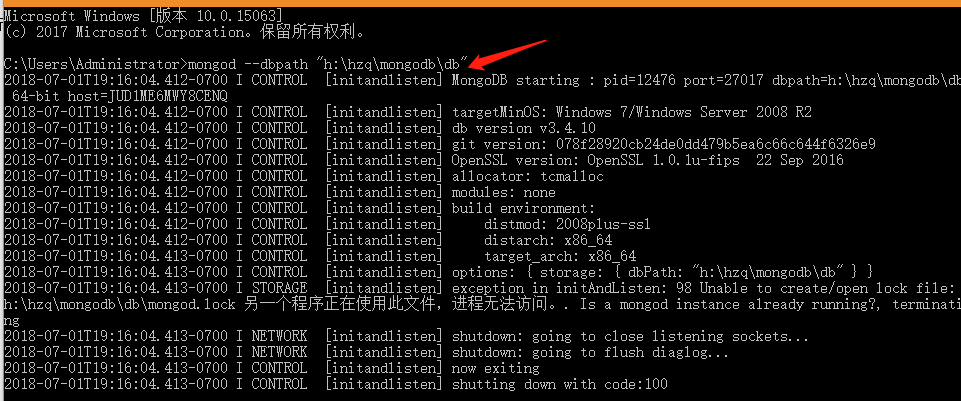 Microsoft Windows [版本 10.0.15063]
(c) 2017 Microsoft Corporation。保留所有权利。
C:\Users\Administrator>mongod --dbpath "h:\hzq\mongodb\db"
2018-07-01T19:16:04.412-0700 I CONTROL  [initandlisten] MongoDB starting : pid=12476 port=27017 dbpath=h:\hzq\mongodb\db
 64-bit host=JUD1ME6MWY8CENQ
2018-07-01T19:16:04.412-0700 I CONTROL  [initandlisten] targetMinOS: Windows 7/Windows Server 2008 R2
2018-07-01T19:16:04.412-0700 I CONTROL  [initandlisten] db version v3.4.10
2018-07-01T19:16:04.412-0700 I CONTROL  [initandlisten] git version: 078f28920cb24de0dd479b5ea6c66c644f6326e9
2018-07-01T19:16:04.412-0700 I CONTROL  [initandlisten] OpenSSL version: OpenSSL 1.0.1u-fips  22 Sep 2016
2018-07-01T19:16:04.412-0700 I CONTROL  [initandlisten] allocator: tcmalloc
2018-07-01T19:16:04.412-0700 I CONTROL  [initandlisten] modules: none
2018-07-01T19:16:04.412-0700 I CONTROL  [initandlisten] build environment:
2018-07-01T19:16:04.412-0700 I CONTROL  [initandlisten]     distmod: 2008plus-ssl
2018-07-01T19:16:04.412-0700 I CONTROL  [initandlisten]     distarch: x86_64
2018-07-01T19:16:04.413-0700 I CONTROL  [initandlisten]     target_arch: x86_64
2018-07-01T19:16:04.413-0700 I CONTROL  [initandlisten] options: { storage: { dbPath: "h:\hzq\mongodb\db" } }
2018-07-01T19:16:04.413-0700 I STORAGE  [initandlisten] exception in initAndListen: 98 Unable to create/open lock file:
h:\hzq\mongodb\db\mongod.lock 另一个程序正在使用此文件，进程无法访问。. Is a mongod instance already running?, terminati
ng
2018-07-01T19:16:04.413-0700 I NETWORK  [initandlisten] shutdown: going to close listening sockets...
2018-07-01T19:16:04.413-0700 I NETWORK  [initandlisten] shutdown: going to flush diaglog...
2018-07-01T19:16:04.413-0700 I CONTROL  [initandlisten] now exiting
2018-07-01T19:16:04.413-0700 I CONTROL  [initandlisten] shutting down with code:100